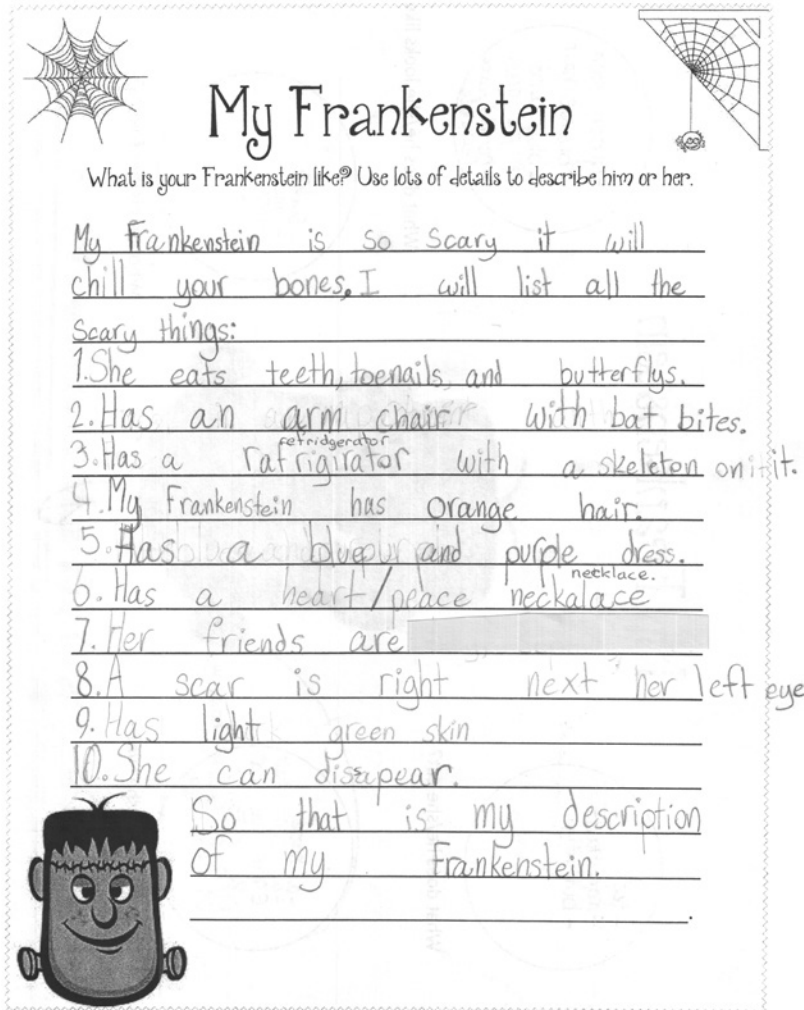 My Frankenstein
What is your Frankenstein like? Use lots of details to describe him or her.
My Frankenstein is so scary it will
chill your bones. I will list all the
Scary things:
1. She eats teeth, toenails, and butterflys.
2. Has an arm chair with bat bites.
refridgerator
3. Has a rafrigirator with a skeleton on it.
4. My Frankenstein has orange hair.
5. Has a blue and purple dress.
necklace.
6. Has a heart/peace neckalace
7. Her friends are
8. A scar is right next her left eye
9. Has light green skin
10. She can disapear.
So that is my description
of my Frankenstein.